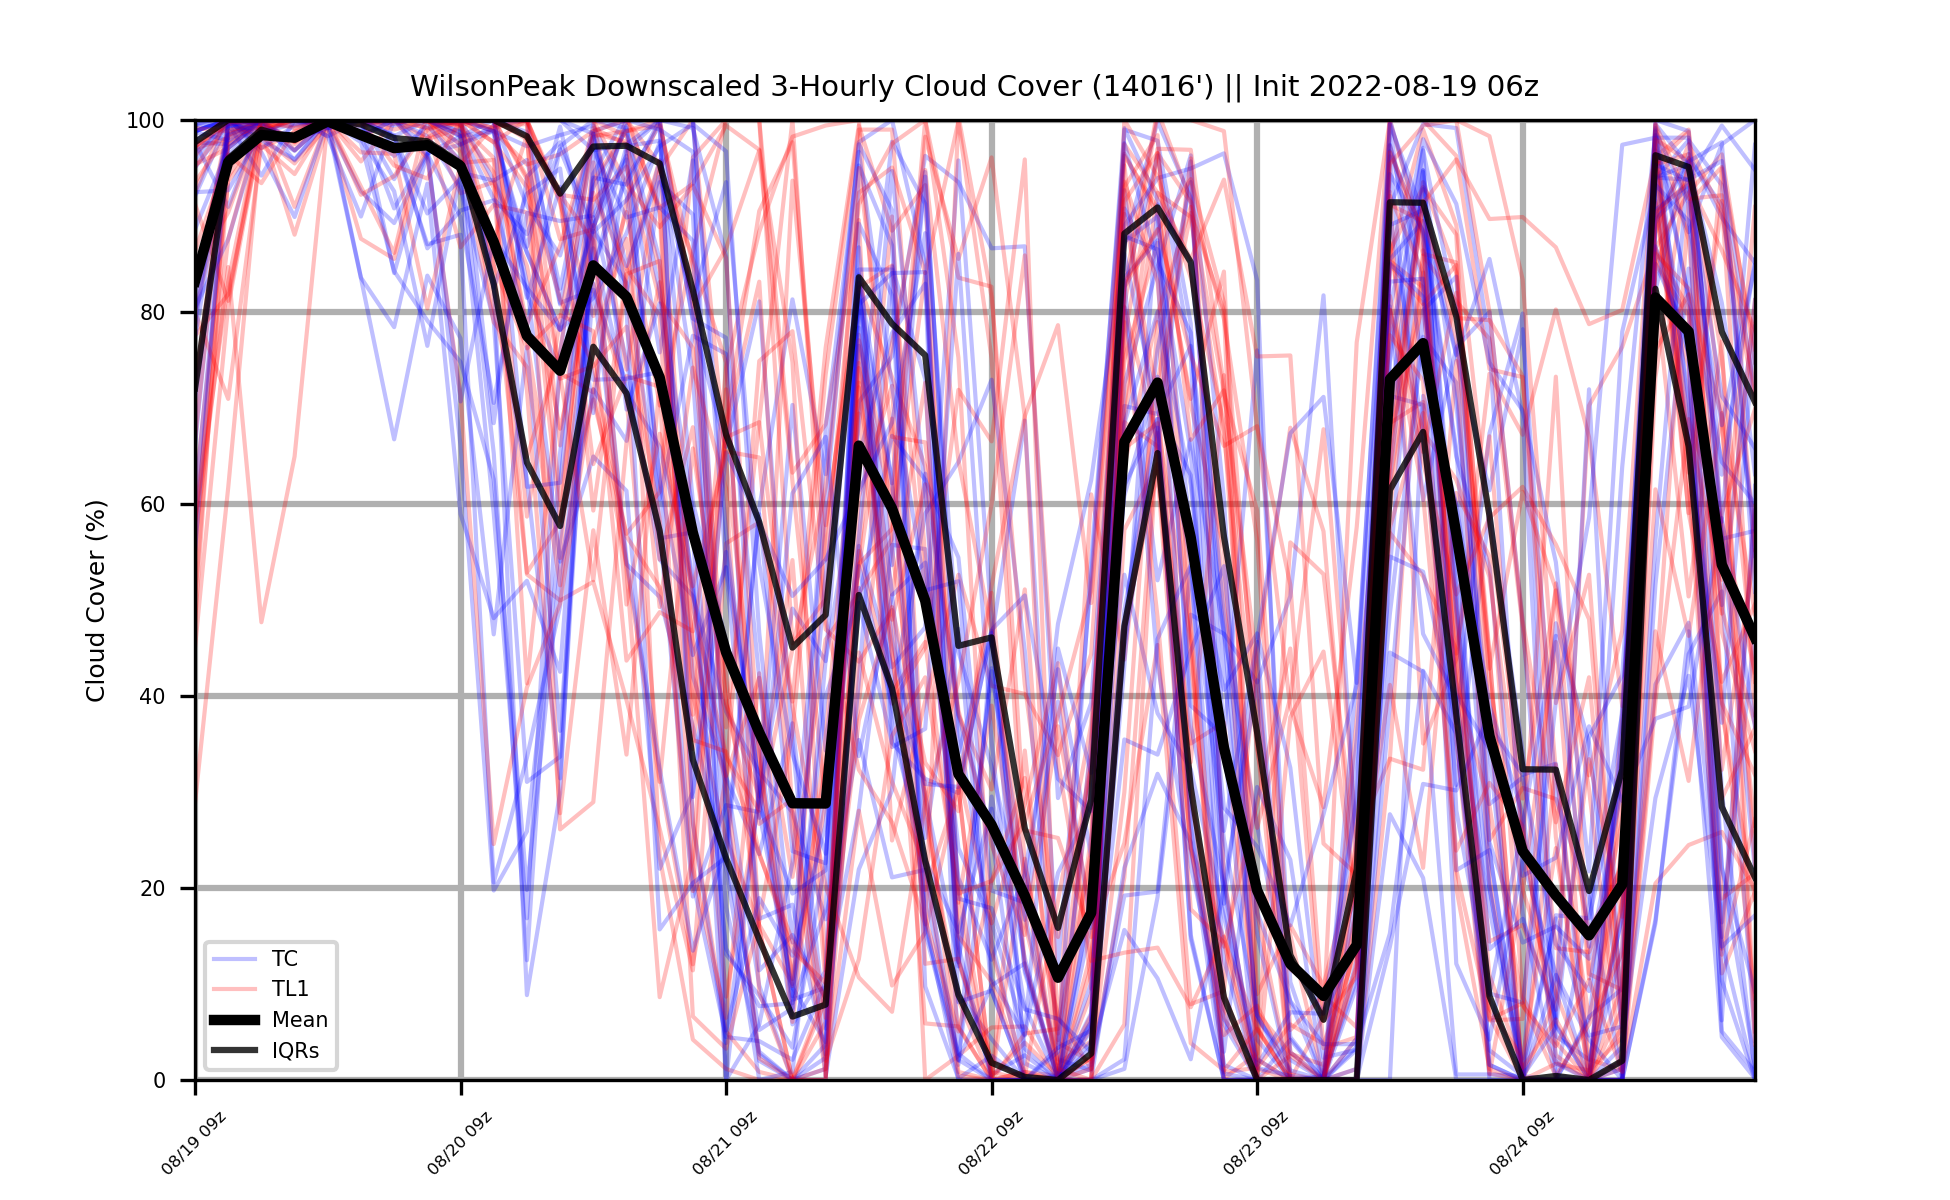 WilsonPeak Downscaled 3-Hourly Cloud Cover (14016') || Init 2022-08-19 06z
Cloud Cover (%)
100
80
60
40
20
0
TC
TL1
Mean
IQRs
08/19 09z
08/20 09z
08/21 09z
08/22 09z
08/23 09z
08/24 09z